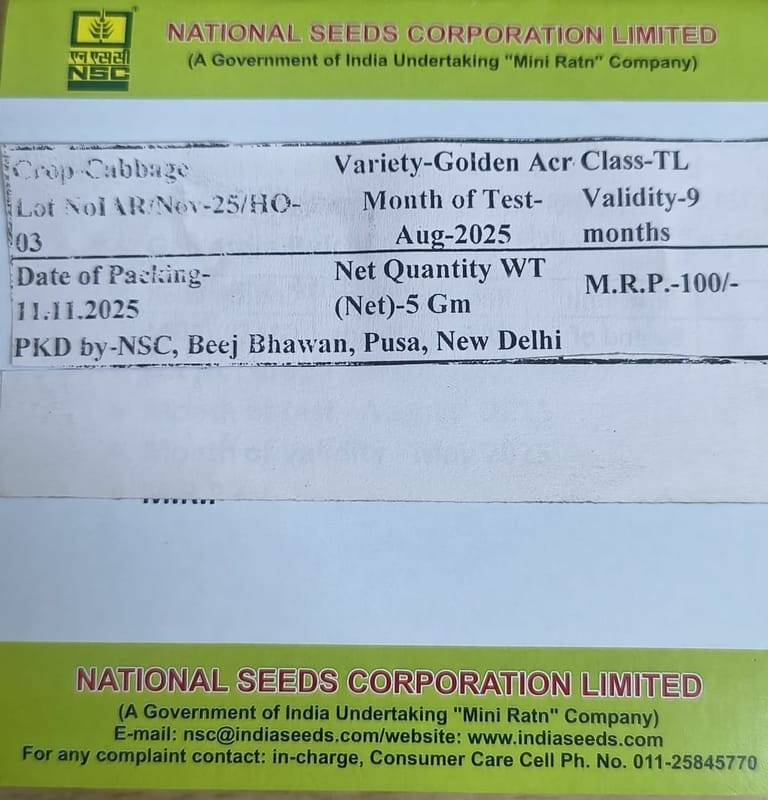 एन एससी
NSC
NATIONAL SEEDS CORPORATION LIMITED
(A Government of India Undertaking "Mini Ratn" Company)
Crop-Cabbage
Variety-Golden Acr
Class-TL
Lot No
AR/Nov-25/HO-
03
Month of Test-
Aug-2025
Validity-9
months
Date of Packing-
11.11.2025
Net Quantity WT
(Net)-5 Gm
M.R.P.-100/-
PKD by-NSC, Beej Bhawan, Pusa, New Delhi
NATIONAL SEEDS CORPORATION LIMITED
(A Government of India Undertaking "Mini Ratn" Company)
E-mail: nsc@indiaseeds.com/website: www.indiaseeds.com
For any complaint contact: in-charge, Consumer Care Cell Ph. No. 011-25845770